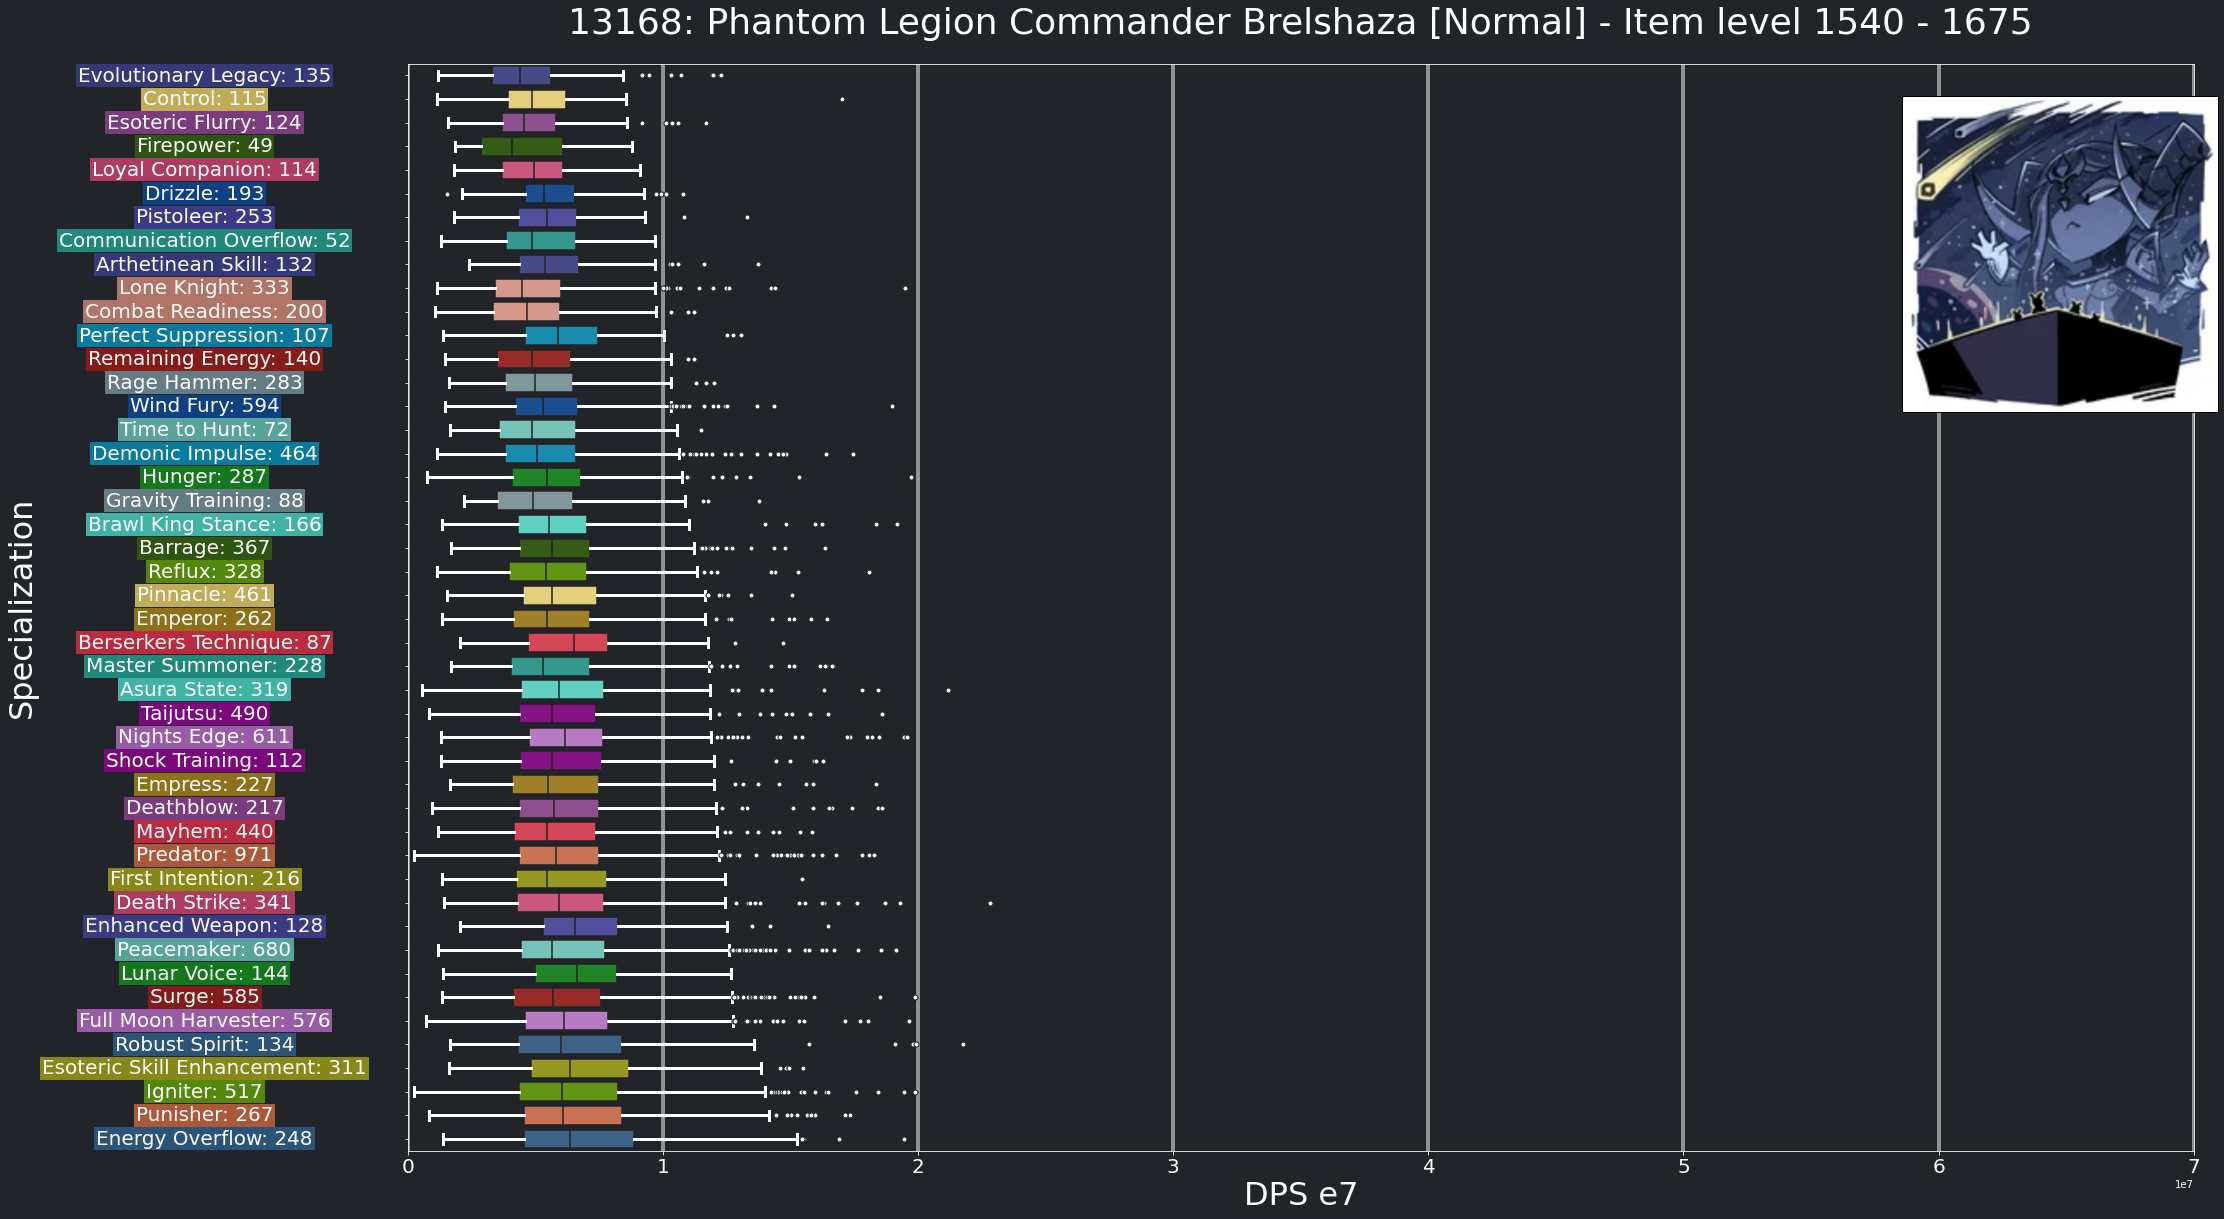 13168: Phantom Legion Commander Brelshaza [Normal] - Item level 1540 - 1675
Evolutionary Legacy: 135
Control: 115
Esoteric Flurry: 124
Firepower: 49
Loyal Companion: 114
Drizzle: 193
Pistoleer: 253
Communication Overflow: 52
Arthetinean Skill: 132
Lone Knight: 333
Combat Readiness: 200
Perfect Suppression: 107
Remaining Energy: 140
Rage Hammer: 283
Wind Fury: 594
Time to Hunt: 72
Demonic Impulse: 464
Hunger: 287
Gravity Training: 88
Brawl King Stance: 166
Barrage: 367
Reflux: 328
Pinnacle: 461
Emperor: 262
Berserkers Technique: 87
Master Summoner: 228
Asura State: 319
Taijutsu: 490
Nights Edge: 611
Shock Training: 112
Empress: 227
Deathblow: 217
Mayhem: 440
Predator: 971
First Intention: 216
Death Strike: 341
Enhanced Weapon: 128
Peacemaker: 680
Lunar Voice: 144
Surge: 585
Full Moon Harvester: 576
Robust Spirit: 134
Esoteric Skill Enhancement: 311
Igniter: 517
Punisher: 267
Energy Overflow: 248
Specialization
0 1 2 3 4 5 6 7
1e7
DPS e7